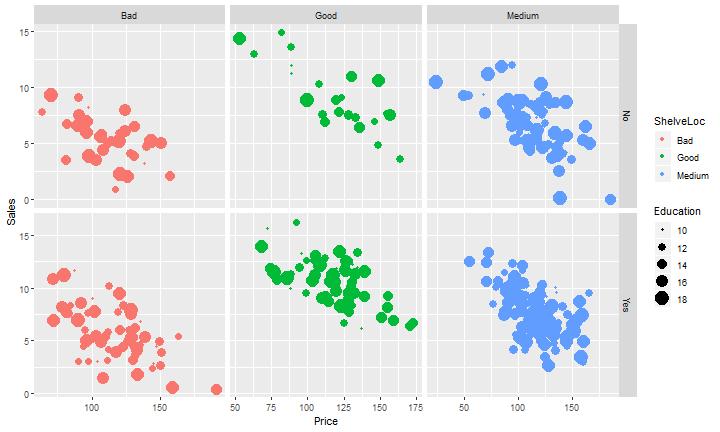 Bad Good Medium
15
10
5
0
No
15
10
5
0
Yes
Sales
100 150
50 75 100 125 150 175
50 100 150
Price
ShelveLoc
Bad
Good
Medium
Education
10
12
14
16
18